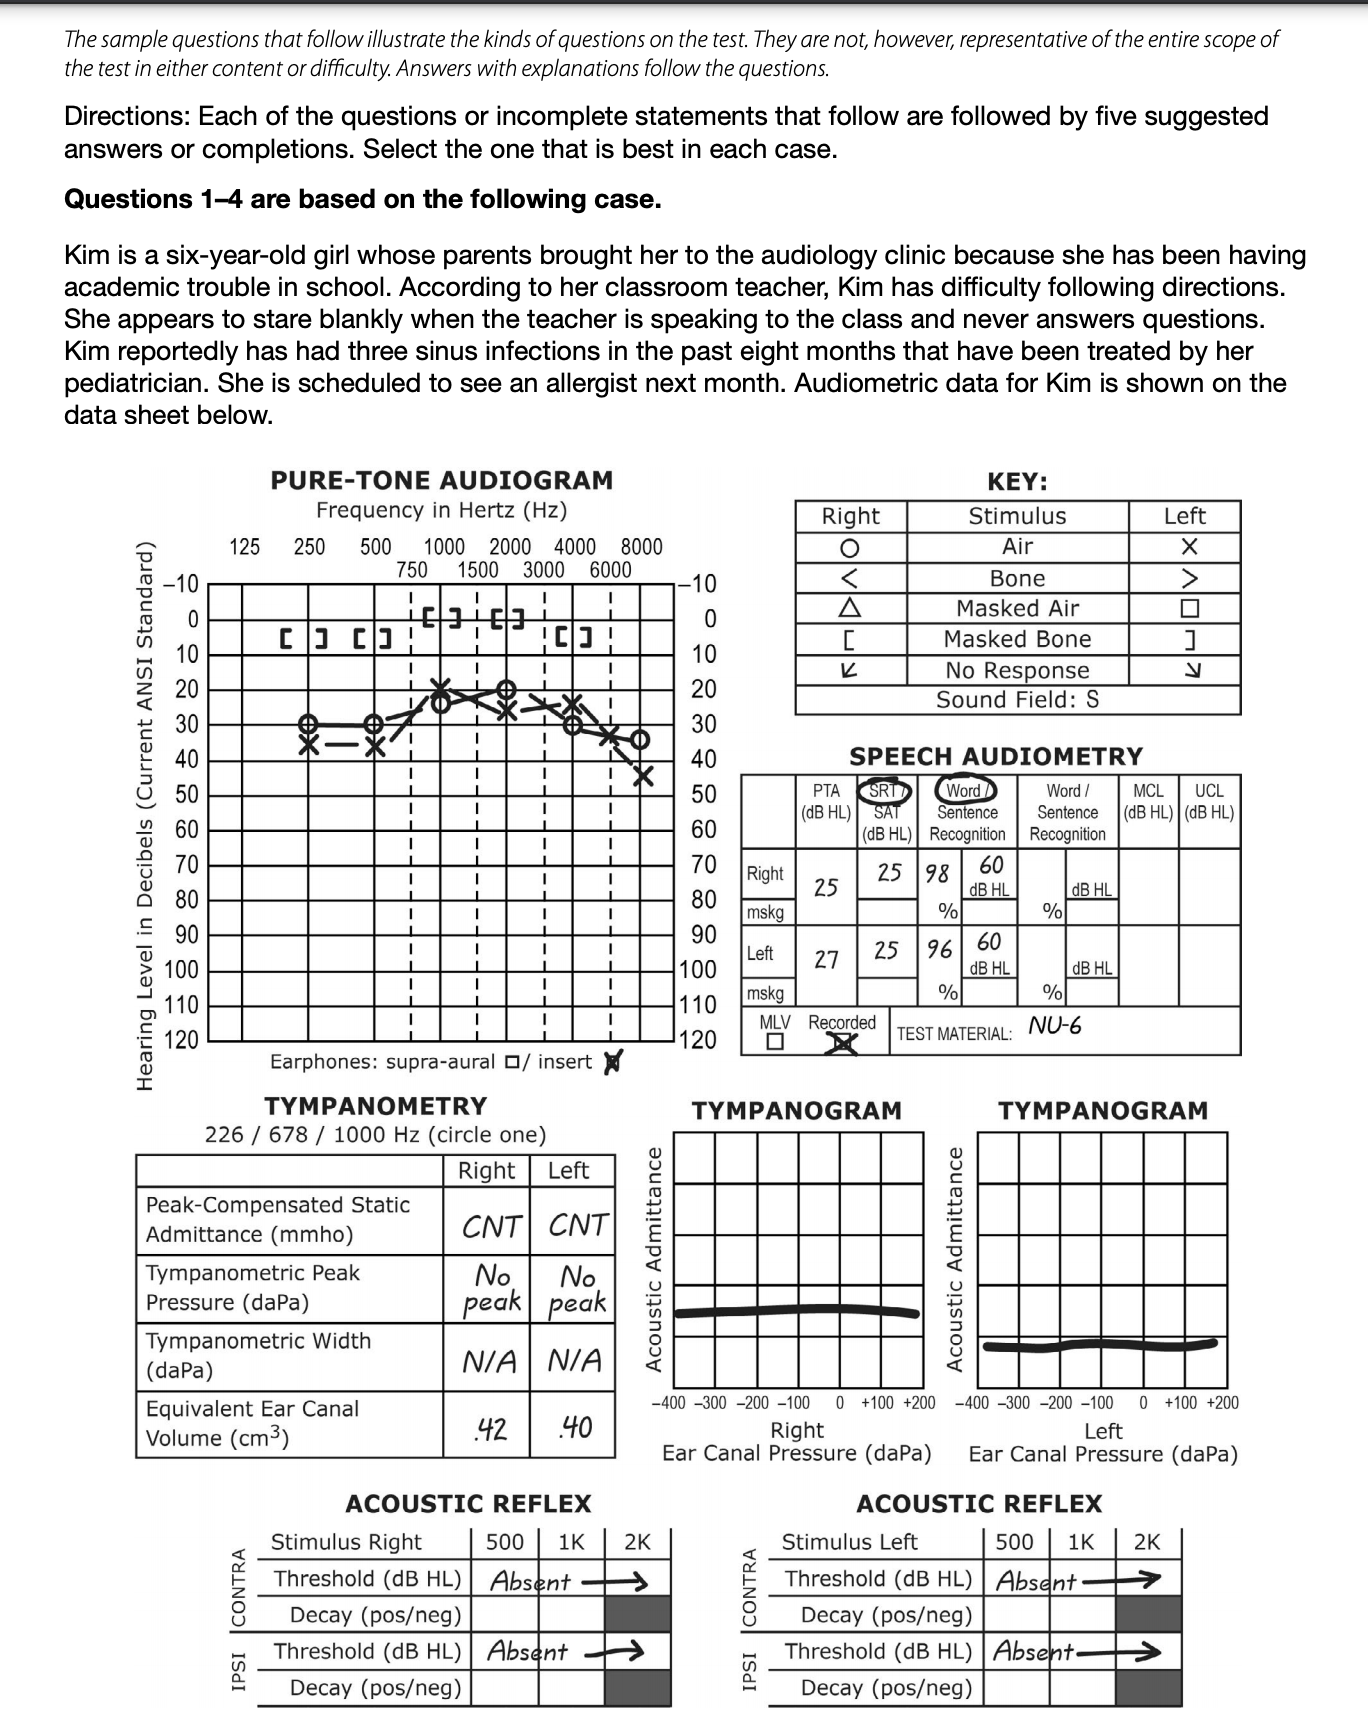 The sample questions that follow illustrate the kinds of questions on the test. They are not, however, representative of the entire scope of
the test in either content or difficulty. Answers with explanations follow the questions.
Directions: Each of the questions or incomplete statements that follow are followed by five suggested
answers or completions. Select the one that is best in each case.
Questions 1–4 are based on the following case.
Kim is a six-year-old girl whose parents brought her to the audiology clinic because she has been having
academic trouble in school. According to her classroom teacher, Kim has difficulty following directions.
She appears to stare blankly when the teacher is speaking to the class and never answers questions.
Kim reportedly has had three sinus infections in the past eight months that have been treated by her
pediatrician. She is scheduled to see an allergist next month. Audiometric data for Kim is shown on the
data sheet below.
PURE-TONE AUDIOGRAM
Frequency in Hertz (Hz)
125 250 500 1000 2000 4000 8000
750 1500 3000 6000
Hearing Level in Decibels (Current ANSI Standard)
–10 –10
0 0
10 10
20 20
30 30
40 40
50 50
60 60
70 70
80 80
90 90
100 100
110 110
120 120
Earphones: supra-aural □/ insert
KEY:
Right Stimulus Left
O Air X
< Bone >
△ Masked Air □
[ Masked Bone ]
↙ No Response ↘
Sound Field: S
SPEECH AUDIOMETRY
PTA (dB HL) SRT / SAT (dB HL) Word / Sentence Recognition Word / Sentence Recognition MCL (dB HL) UCL (dB HL)
Right 25 25 98 % 60 dB HL % dB HL
mskg
Left 27 25 96 % 60 dB HL % dB HL
mskg
MLV □ Recorded TEST MATERIAL: NU-6
TYMPANOMETRY
226 / 678 / 1000 Hz (circle one)
Right Left
Peak-Compensated Static
Admittance (mmho) CNT CNT
Tympanometric Peak
Pressure (daPa) No peak No peak
Tympanometric Width
(daPa) N/A N/A
Equivalent Ear Canal
Volume (cm³) .42 .40
TYMPANOGRAM
Acoustic Admittance
–400 –300 –200 –100 0 +100 +200
Right
Ear Canal Pressure (daPa)
TYMPANOGRAM
Acoustic Admittance
–400 –300 –200 –100 0 +100 +200
Left
Ear Canal Pressure (daPa)
ACOUSTIC REFLEX
Stimulus Right 500 1K 2K
CONTRA
Threshold (dB HL) Absent →
Decay (pos/neg)
IPSI
Threshold (dB HL) Absent →
Decay (pos/neg)
ACOUSTIC REFLEX
Stimulus Left 500 1K 2K
CONTRA
Threshold (dB HL) Absent →
Decay (pos/neg)
IPSI
Threshold (dB HL) Absent →
Decay (pos/neg)